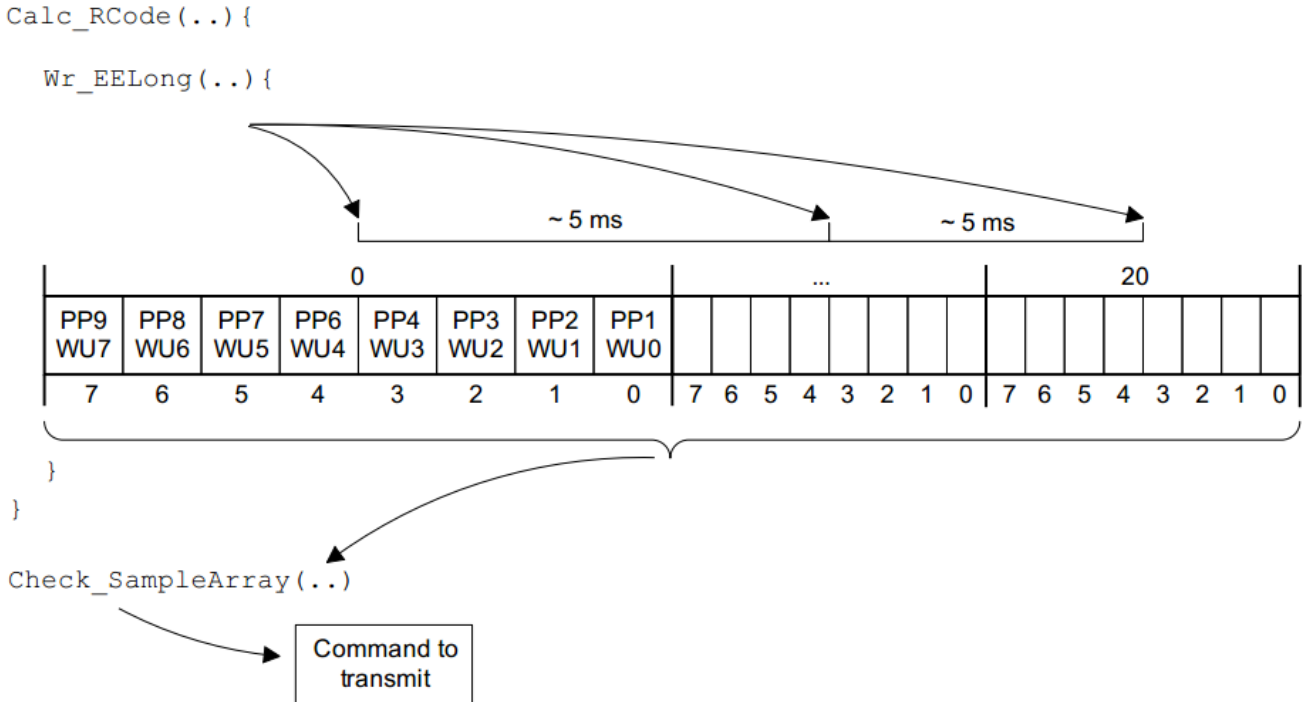 Calc_RCode(..){
Wr_EELong(..){
~ 5 ms ~ 5 ms
0 ... 20
PP9 PP8 PP7 PP6 PP4 PP3 PP2 PP1
WU7 WU6 WU5 WU4 WU3 WU2 WU1 WU0
7 6 5 4 3 2 1 0 7 6 5 4 3 2 1 0 7 6 5 4 3 2 1 0
}
}
Check_SampleArray(..)
Command to
transmit